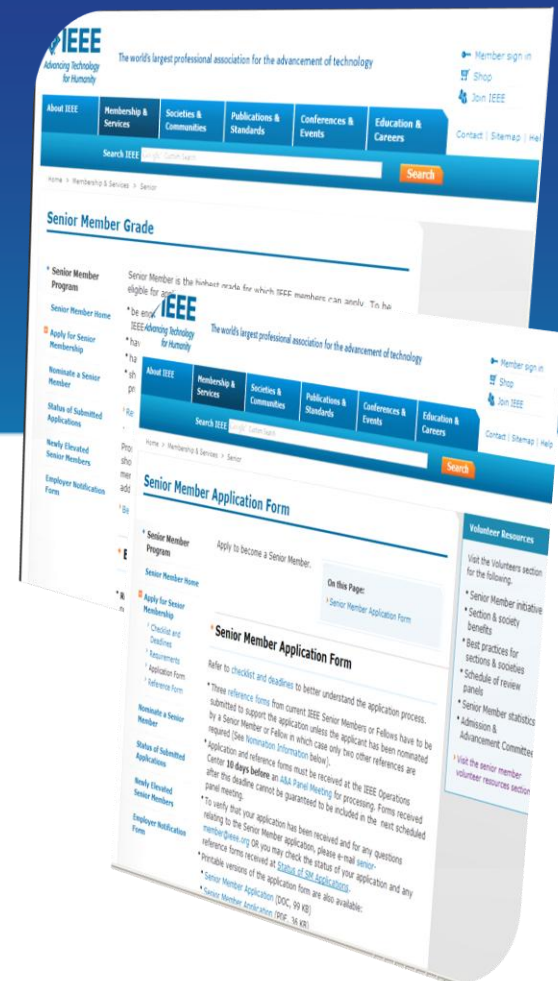 IEEE
Advancing Technology
for Humanity
The world's largest professional association for the advancement of technology
Member sign in
Shop
Join IEEE
About IEEE
Membership &
Services
Societies &
Communities
Publications &
Standards
Conferences &
Events
Education &
Careers
Contact | Sitemap | Hel
Search IEEE
Custom Search
Search
Home > Membership & Services > Senior
Senior Member Grade
Senior Member
Program
Senior Member Home
Apply for Senior
Membership
Nominate a Senior
Member
Status of Submitted
Applications
Newly Elevated
Senior Members
Employer Notification
Form
Senior Member is the highest grade for which IEEE members can apply. To be
eligible for
IEEE
Advancing Technology
for Humanity
The world's largest professional association for the advancement of technology
Member sign in
Shop
Join IEEE
About IEEE
Membership &
Services
Societies &
Communities
Publications &
Standards
Conferences &
Events
Education &
Careers
Contact | Sitemap | Help
Search IEEE
Custom Search
Search
Home > Membership & Services > Senior
Senior Member Application Form
Senior Member
Program
Senior Member Home
Apply for Senior
Membership
Checklist and
Deadlines
Requirements
Application Form
Reference Form
Nominate a Senior
Member
Status of Submitted
Applications
Newly Elevated
Senior Members
Employer Notification
Form
Apply to become a Senior Member.
On this Page:
Senior Member Application Form
Senior Member Application Form
Refer to checklist and deadlines to better understand the application process.
Three reference forms from current IEEE Senior Members or Fellows have to be
submitted to support the application unless the applicant has been nominated
by a Senior Member or Fellow in which case only two other references are
required (See Nomination Information below).
Application and reference forms must be received at the IEEE Operations
Center 10 days before an A&A Panel Meeting for processing. Forms received
after this deadline cannot be guaranteed to be included in the next scheduled
panel meeting.
To verify that your application has been received and for any questions
relating to the Senior Member application, please e-mail senior-
member@ieee.org OR you may check the status of your application and any
reference forms received at Status of SM Applications.
Printable versions of the application form are also available:
Senior Member Application (DOC, 99 KB)
Senior Member Application (PDF, 36 KB)
Volunteer Resources
Visit the Volunteers section
for the following.
Senior Member initiative
Section & society
benefits
Best practices for
sections & societies
Schedule of review
panels
Senior Member statistics
Admission &
Advancement Committee
Visit the senior member
volunteer resources section